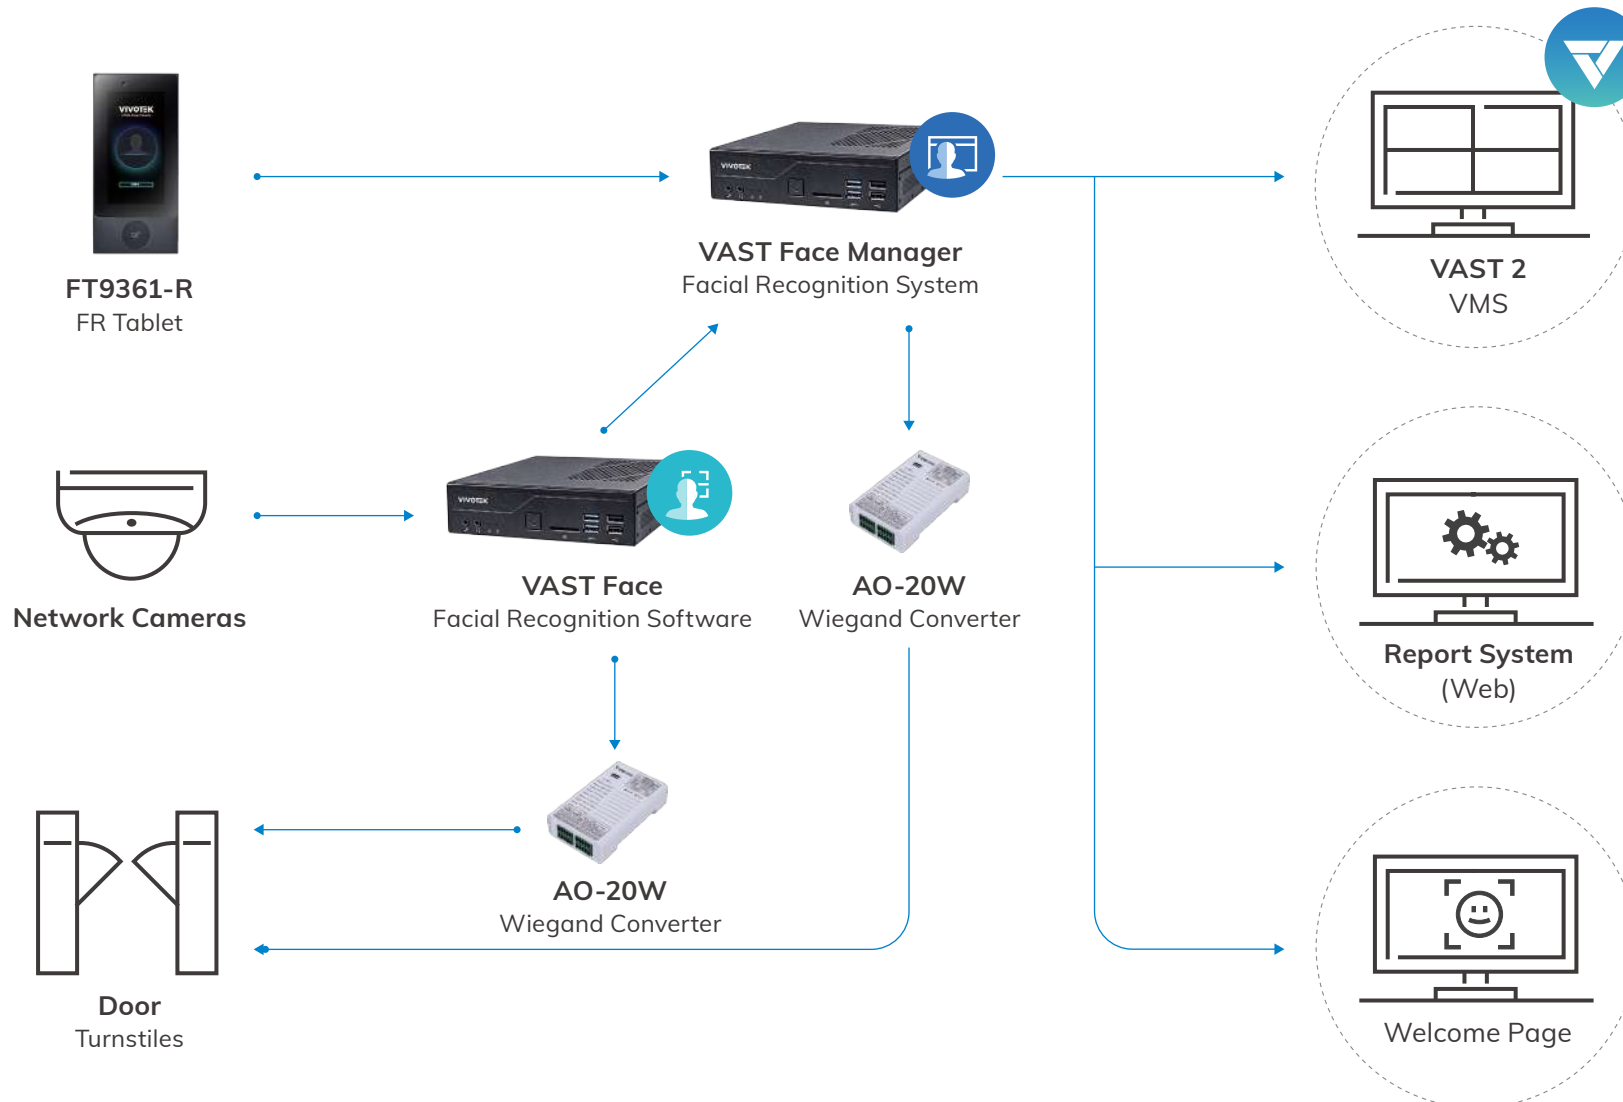 VIVOTEK
FT9361-R
FR Tablet
VIVOTEK
VAST Face Manager
Facial Recognition System
VAST 2
VMS
Network Cameras
VIVOTEK
VAST Face
Facial Recognition Software
AO-20W
Wiegand Converter
Report System
(Web)
AO-20W
Wiegand Converter
Door
Turnstiles
Welcome Page